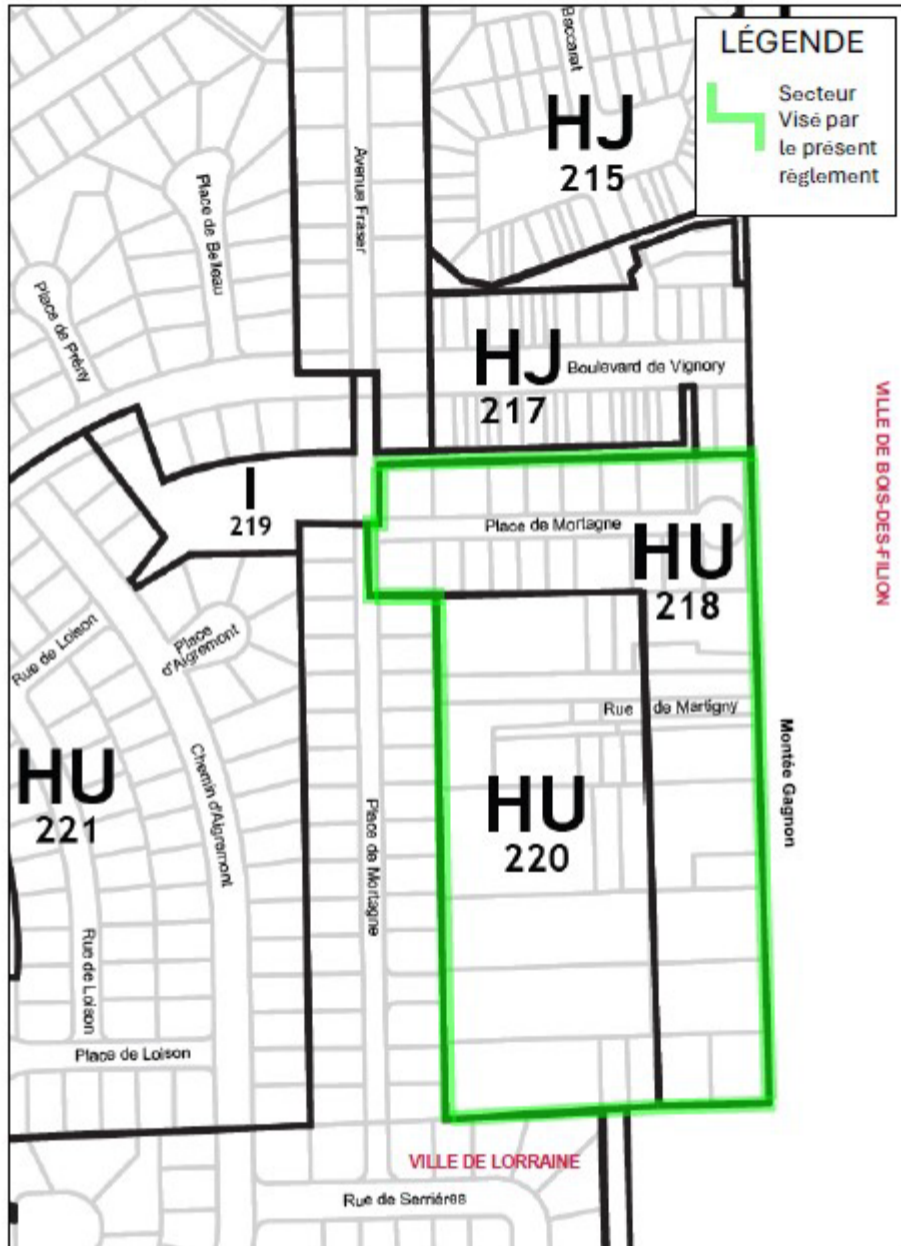 LÉGENDE
Secteur
Visé par
le présent
règlement
Baccarat
HJ
215
Avenue Fraser
Place de Belleau
Place de Prény
HJ
217
Boulevard de Vignory
VILLE DE BOIS-DES-FILION
I
219
Place de Mortagne
HU
218
Rue de Loison
Place
d'Aigremont
Rue de Martigny
Montée Gagnon
HU
221
Chemin d'Aigremont
HU
220
Place de Mortagne
Rue de Loison
Place de Loison
VILLE DE LORRAINE
Rue de Serrières